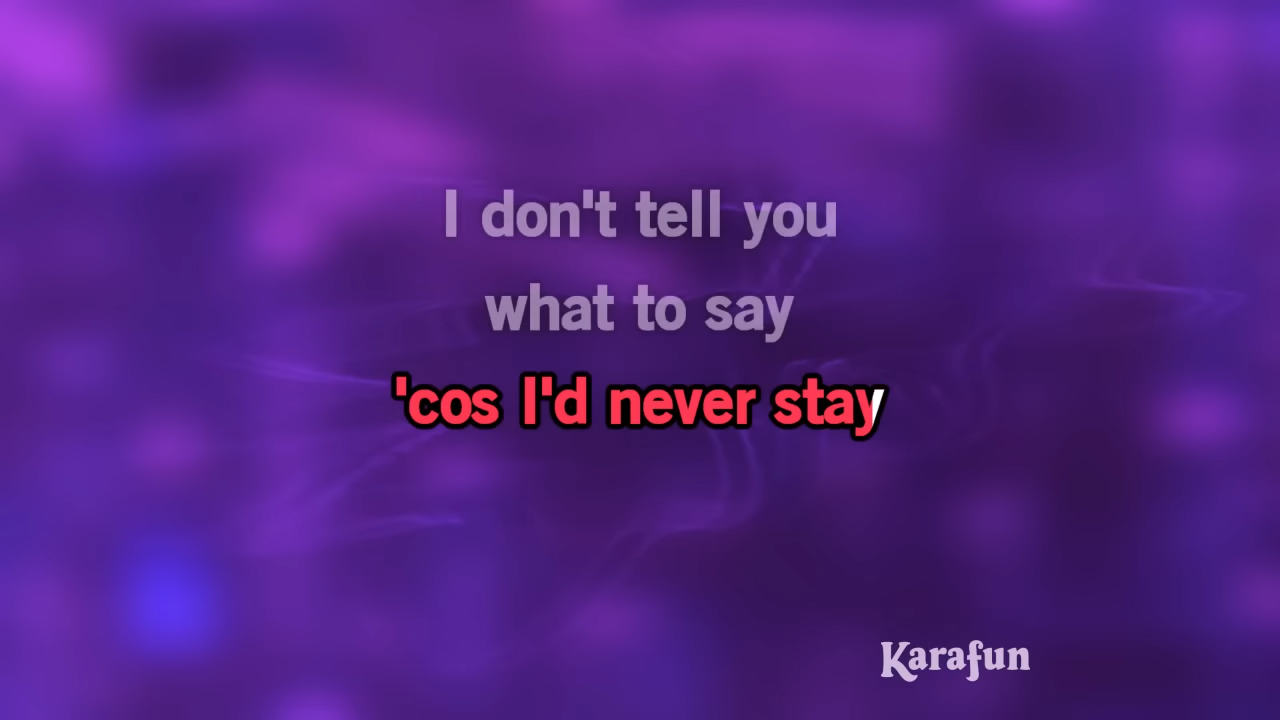 I don't tell you
what to say
'cos I'd never stay
Karafun